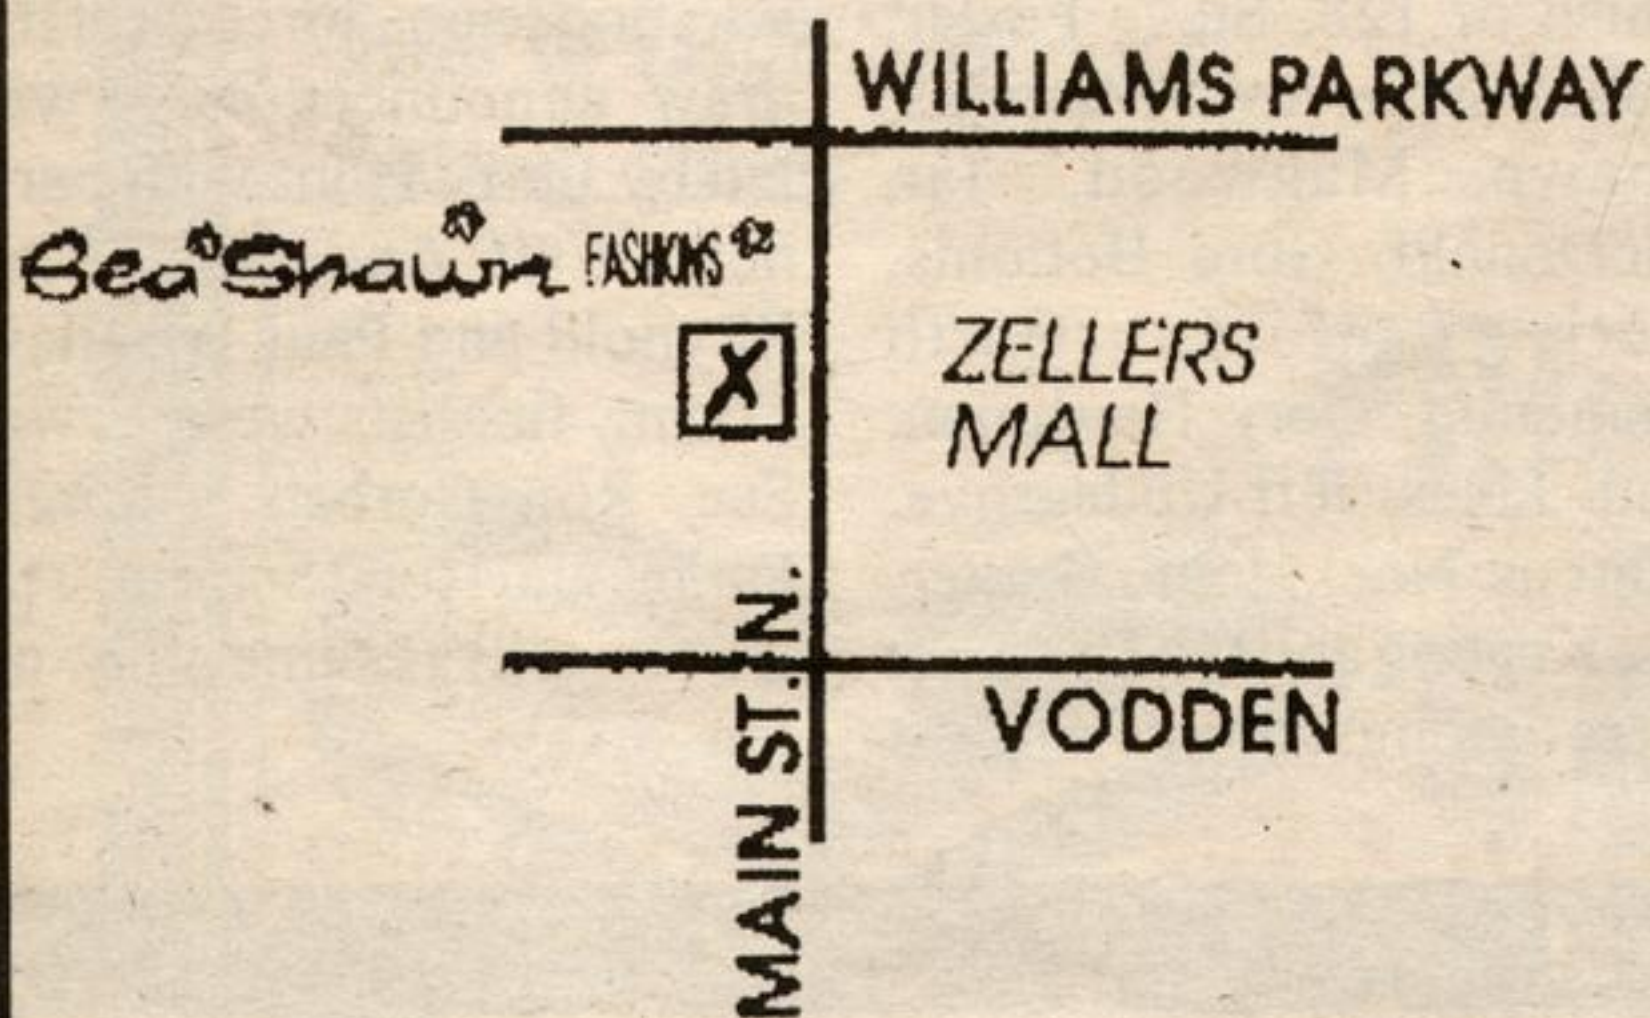 WILLIAMS PARKWAY
Sea Shawn FASHIONS
X
ZELLERS
MALL
MAIN ST. N.
VODDEN